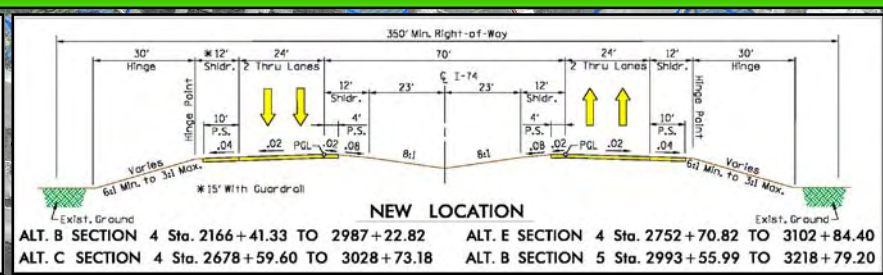 350' Min. Right-of-Way
30' * 12' 24' 70' 24' 12' 30'
Hinge Shldr. 2 Thru Lanes ℄ I-74 2 Thru Lanes Shldr. Hinge
12' 23' 23' 12'
Shldr. Shldr.
Hinge Point Hinge Point
10' 4' 4' 10'
P.S. P.S. P.S. P.S.
.04 .02 PGL .02 .08 .08 .02 PGL .02 .04
Varies 8:1 8:1 Varies
6:1 Min. to 3:1 Max. 6:1 Min. to 3:1 Max.
* 15' With Guardrail
Exist. Ground Exist. Ground
NEW LOCATION
ALT. B SECTION 4 Sta. 2166+41.33 TO 2987+22.82 ALT. E SECTION 4 Sta. 2752+70.82 TO 3102+84.40
ALT. C SECTION 4 Sta. 2678+59.60 TO 3028+73.18 ALT. B SECTION 5 Sta. 2993+55.99 TO 3218+79.20